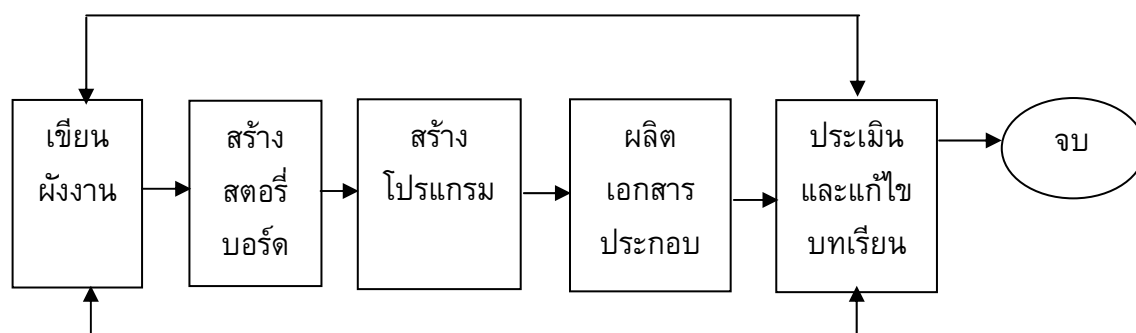 เขียน
ผังงาน
สร้าง
สตอรี่
บอร์ด
สร้าง
โปรแกรม
ผลิต
เอกสาร
ประกอบ
ประเมิน
และแก้ไข
บทเรียน
จบ